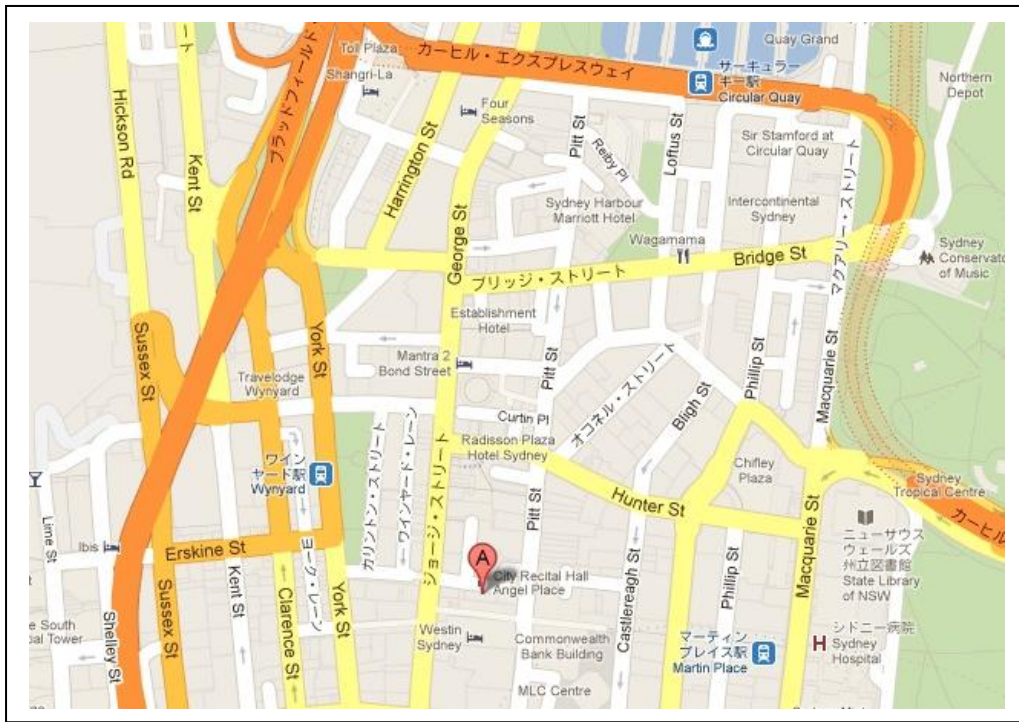 Toll Plaza
カーヒル・エクスプレスウェイ
Quay Grand
サーキュラー
キー駅
Circular Quay
Northern
Depot
Shangri-La
Four
Seasons
Hickson Rd
Kent St
ブラッドフィールド
Harrington St
Pitt St
Reiby Pl
Loftus St
Sir Stamford at
Circular Quay
Sydney Harbour
Marriott Hotel
Intercontinental
Sydney
マクアリー・ストリート
George St
Wagamama
Bridge St
ブリッジ・ストリート
Sydney
Conservat
of Music
Establishment
Hotel
Sussex St
York St
Mantra 2
Bond Street
Pitt St
オコネル・ストリート
Phillip St
Macquarie St
Travelodge
Wynyard
Curtin Pl
Bligh St
Radisson Plaza
Hotel Sydney
ワイン
ヤード駅
Wynyard
カリントン・ストリート
ワインヤード・レーン
ジョージ・ストリート
Chifley
Plaza
Sydney
Tropical Centre
カーヒル
Hunter St
Pitt St
Macquarie St
ニューサウス
ウェールズ
州立図書館
State Library
of NSW
Lime St
Ibis
Erskine St
ヨーク・レーン
A
City Recital Hall
Angel Place
Kent St
Clarence St
York St
Castlereagh St
Phillip St
Sussex St
Shelley St
e South
cal Tower
Westin
Sydney
Commonwealth
Bank Building
マーティン
プレイス駅
Martin Place
シドニー病院
H
Sydney
Hospital
MLC Centre